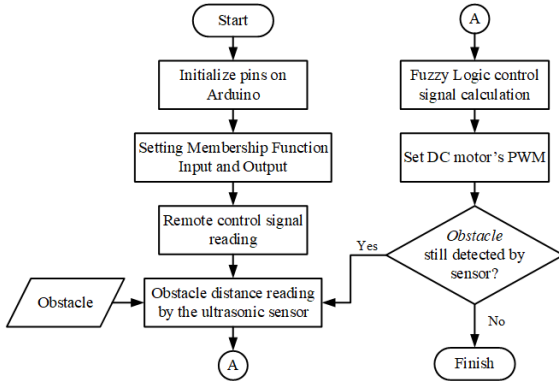 Start
Initialize pins on
Arduino
Setting Membership Function
Input and Output
Remote control signal
reading
Obstacle
Obstacle distance reading
by the ultrasonic sensor
A
A
Fuzzy Logic control
signal calculation
Set DC motor's PWM
Obstacle
still detected by
sensor?
Yes
No
Finish